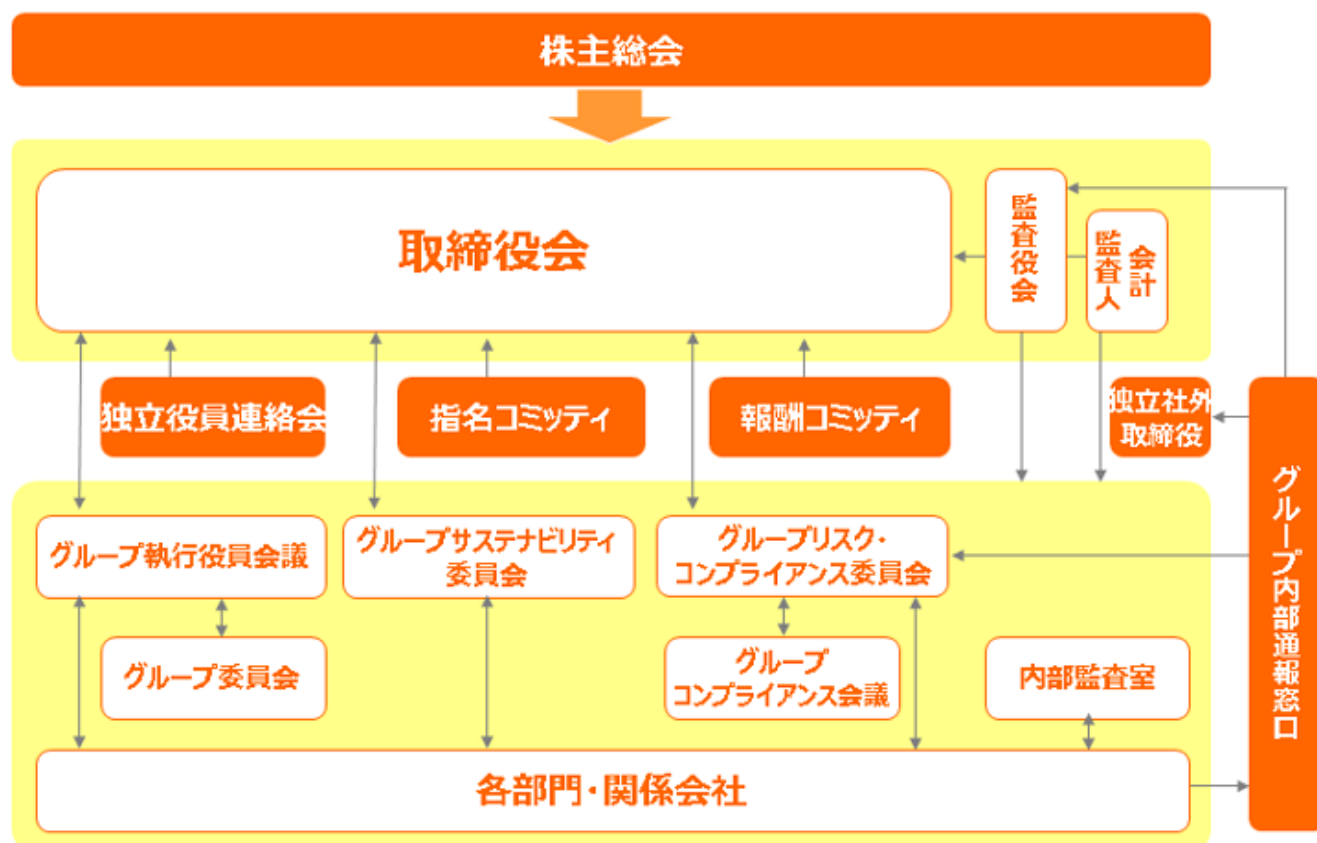 株主総会
取締役会
監査役会
会計
監査人
独立役員連絡会
指名コミッティ
報酬コミッティ
独立社外
取締役
グループ内部通報窓口
グループ執行役員会議
グループサステナビリティ
委員会
グループリスク・
コンプライアンス委員会
グループ委員会
グループ
コンプライアンス会議
内部監査室
各部門・関係会社